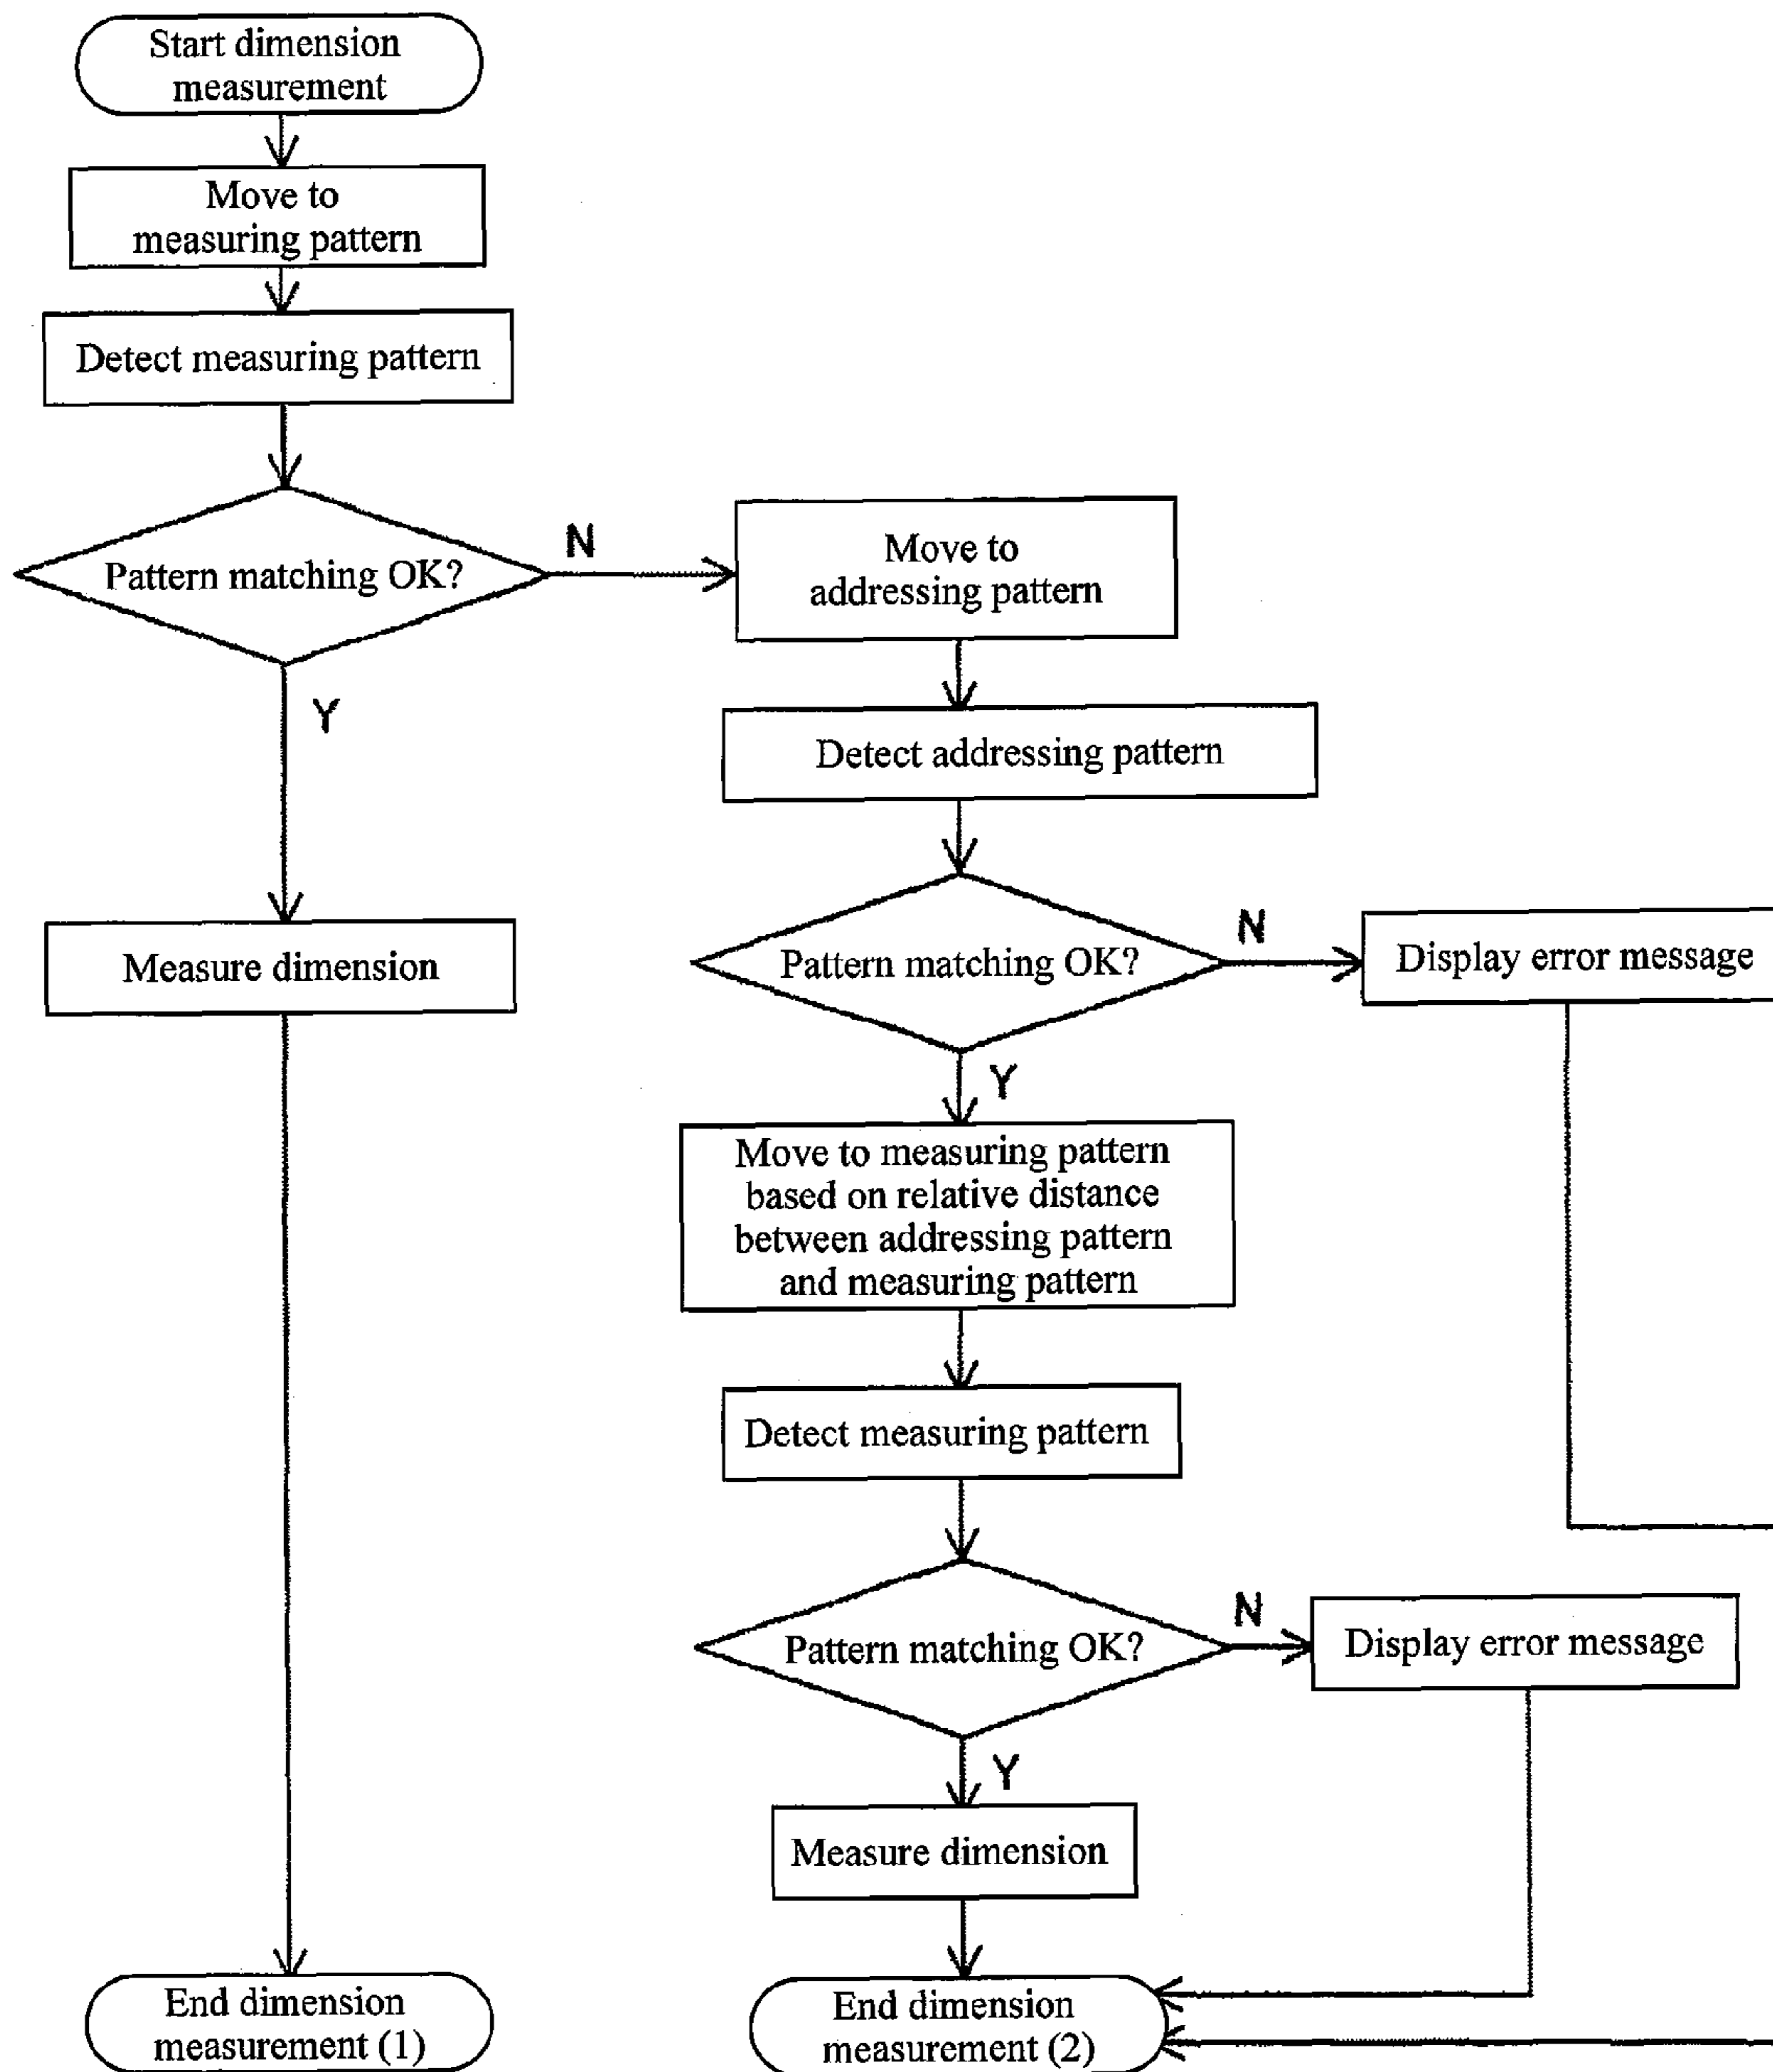 Start dimension
measurement
Move to
measuring pattern
Detect measuring pattern
Pattern matching OK?
N
Y
Move to
addressing pattern
Detect addressing pattern
Pattern matching OK?
N
Display error message
Y
Measure dimension
Move to measuring pattern
based on relative distance
between addressing pattern
and measuring pattern
Detect measuring pattern
Pattern matching OK?
N
Display error message
Y
Measure dimension
End dimension
measurement (1)
End dimension
measurement (2)